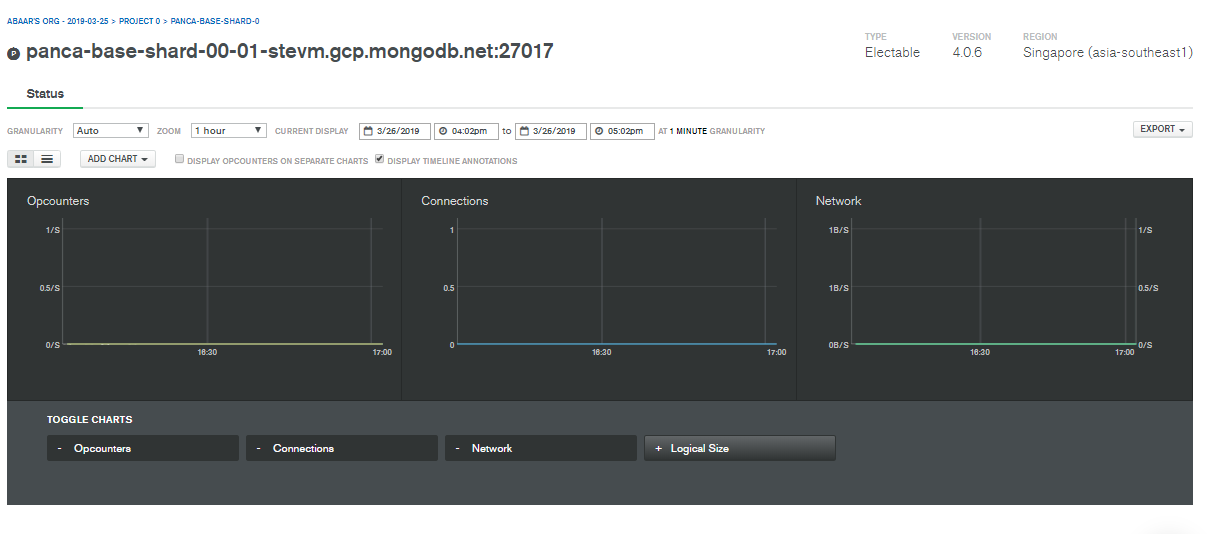 ABAAR'S ORG - 2019-03-25 > PROJECT 0 > PANCA-BASE-SHARD-0
P panca-base-shard-00-01-stevm.gcp.mongodb.net:27017
TYPE VERSION REGION
Electable 4.0.6 Singapore (asia-southeast1)
Status
GRANULARITY Auto ZOOM 1 hour CURRENT DISPLAY 3/26/2019 04:02pm to 3/26/2019 05:02pm AT 1 MINUTE GRANULARITY EXPORT
ADD CHART DISPLAY OPCOUNTERS ON SEPARATE CHARTS DISPLAY TIMELINE ANNOTATIONS
Opcounters
1/S
0.5/S
0/S
16:30 17:00
Connections
1
0.5
0
16:30 17:00
Network
1B/S 1/S
1B/S 0.5/S
0B/S 0/S
16:30 17:00
TOGGLE CHARTS
- Opcounters - Connections - Network + Logical Size